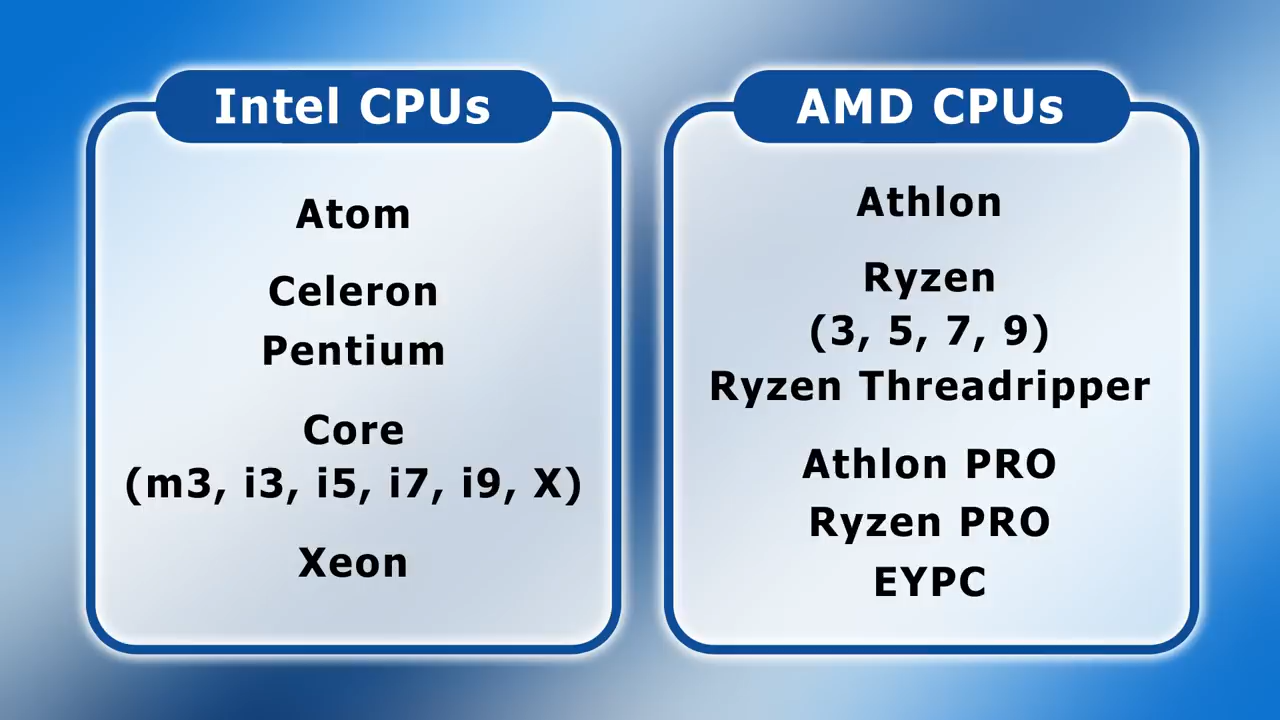 Intel CPUs
Atom
Celeron
Pentium
Core
(m3, i3, i5, i7, i9, X)
Xeon
AMD CPUs
Athlon
Ryzen
(3, 5, 7, 9)
Ryzen Threadripper
Athlon PRO
Ryzen PRO
EYPC